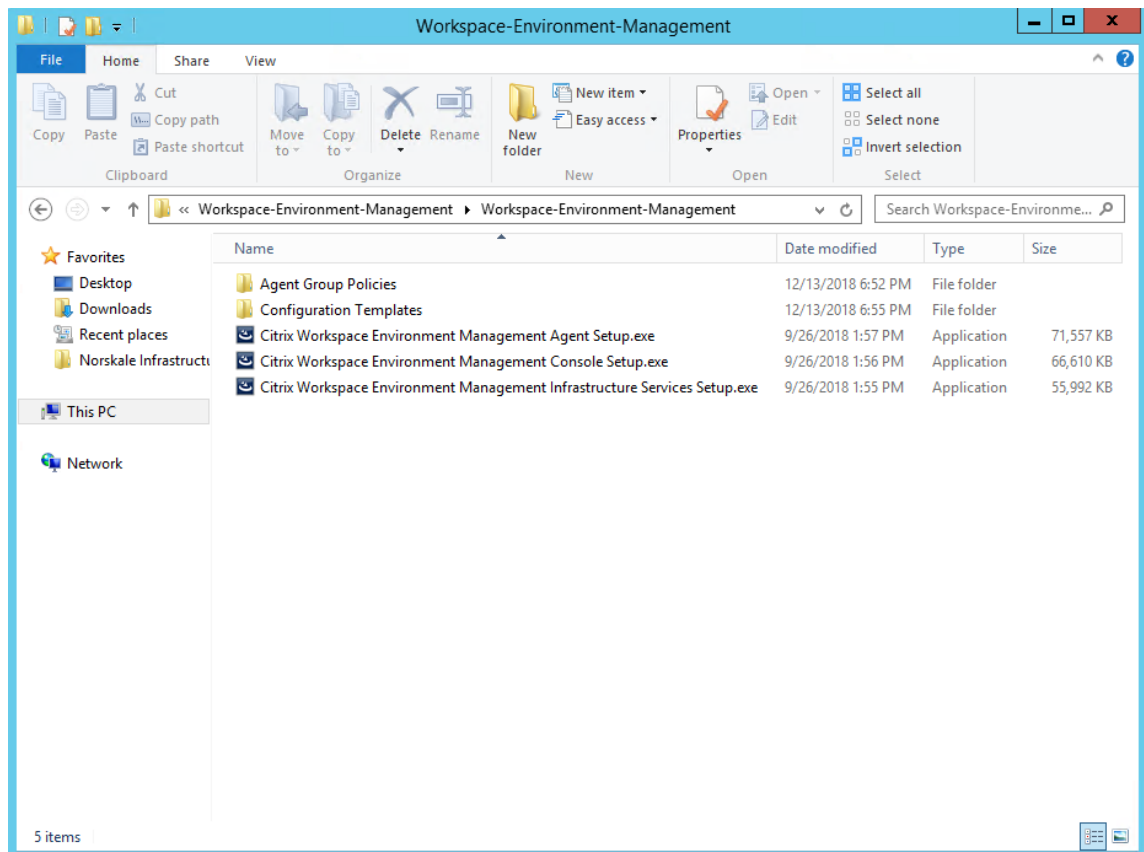 Workspace-Environment-Management
File Home Share View
Copy
Paste
Cut
Copy path
Paste shortcut
Clipboard
Move to
Copy to
Delete
Rename
Organize
New folder
New item
Easy access
New
Properties
Open
Edit
Open
Select all
Select none
Invert selection
Select
« Workspace-Environment-Management Workspace-Environment-Management
Search Workspace-Environme...
Favorites
Desktop
Downloads
Recent places
Norskale Infrastructu
This PC
Network
Name Date modified Type Size
Agent Group Policies 12/13/2018 6:52 PM File folder
Configuration Templates 12/13/2018 6:55 PM File folder
Citrix Workspace Environment Management Agent Setup.exe 9/26/2018 1:57 PM Application 71,557 KB
Citrix Workspace Environment Management Console Setup.exe 9/26/2018 1:56 PM Application 66,610 KB
Citrix Workspace Environment Management Infrastructure Services Setup.exe 9/26/2018 1:55 PM Application 55,992 KB
5 items